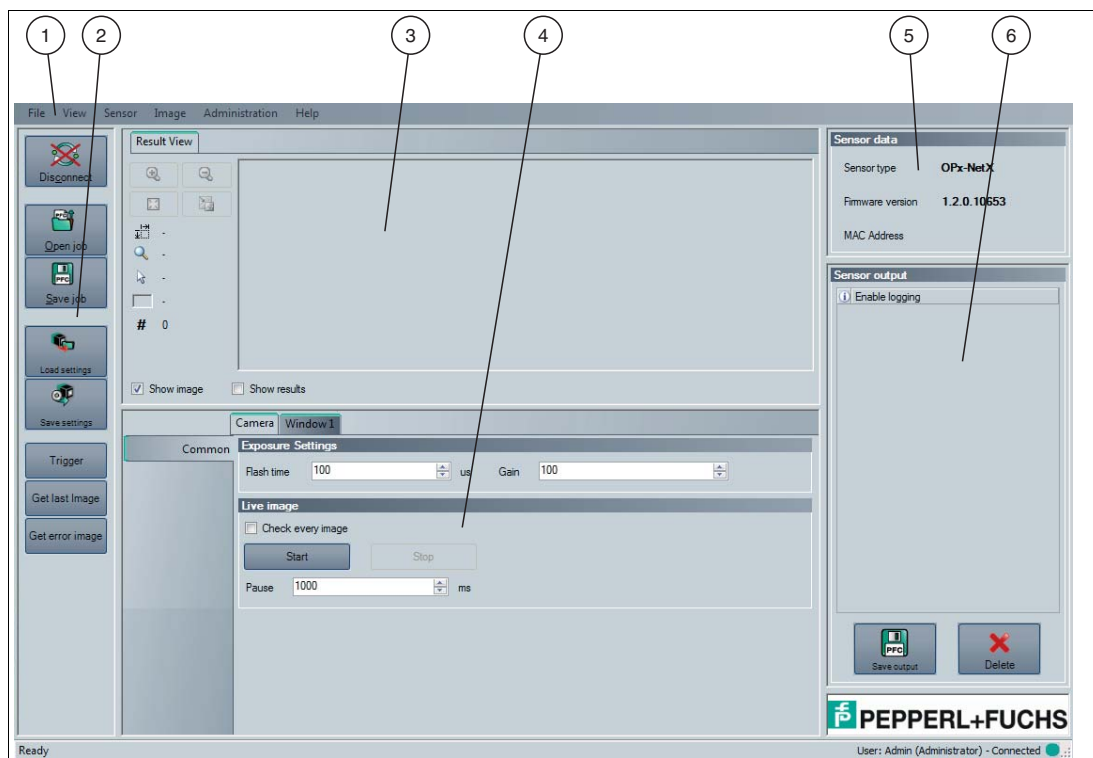 1 2 3 4 5 6
File View Sensor Image Administration Help
Disconnect
Open job
Save job
Load settings
Save settings
Trigger
Get last Image
Get error image
Result View
-
-
-
-
# 0
Show image Show results
Camera Window 1
Common
Exposure Settings
Flash time 100 us Gain 100
Live image
Check every image
Start Stop
Pause 1000 ms
Sensor data
Sensor type OPx-NetX
Firmware version 1.2.0.10653
MAC Address
Sensor output
Enable logging
PFC
Save output Delete
PEPPERL+FUCHS
Ready User: Admin (Administrator) - Connected